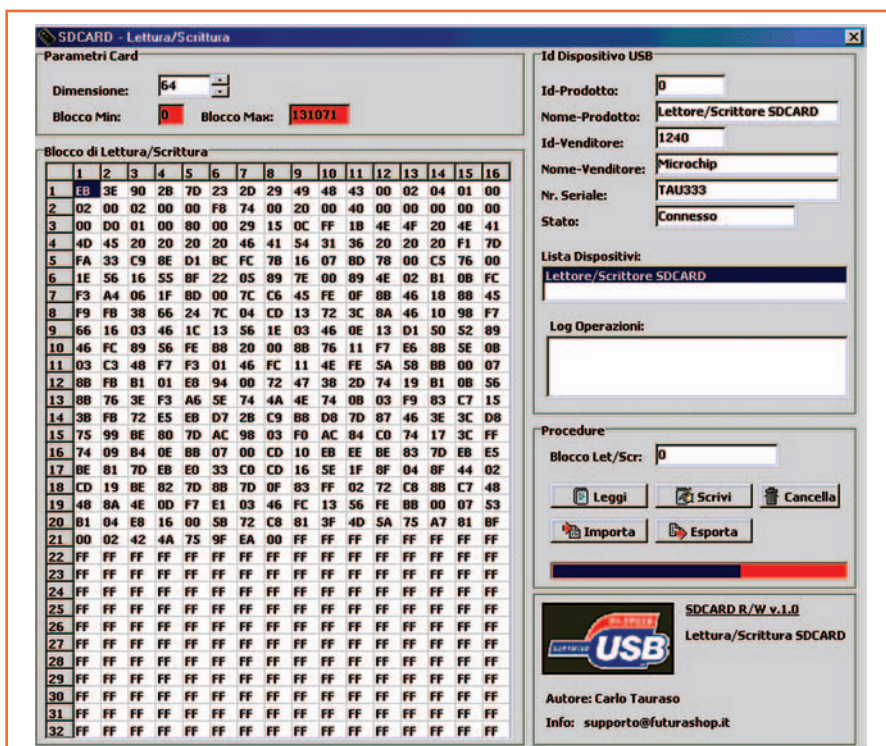 SDCARD - Lettura/Scrittura
Parametri Card
Dimensione: 64
Blocco Min: 0 Blocco Max: 131071
Blocco di Lettura/Scrittura
1 2 3 4 5 6 7 8 9 10 11 12 13 14 15 16
1 EB 3E 90 2B 7D 23 2D 29 49 48 43 00 02 04 01 00
2 02 00 02 00 00 F8 74 00 20 00 40 00 00 00 00 00
3 00 D0 01 00 80 00 29 15 0C FF 1B 4E 4F 20 4E 41
4 4D 45 20 20 20 20 46 41 54 31 36 20 20 20 F1 7D
5 FA 33 C9 8E D1 BC FC 7B 16 07 BD 78 00 C5 76 00
6 1E 56 16 55 BF 22 05 89 7E 00 89 4E 02 B1 0B FC
7 F3 A4 06 1F BD 00 7C C6 45 FE 0F 8B 46 18 88 45
8 F9 FB 38 66 24 7C 04 CD 13 72 3C 8A 46 10 98 F7
9 66 16 03 46 1C 13 56 1E 03 46 0E 13 D1 50 52 89
10 46 FC 89 56 FE B8 20 00 8B 76 11 F7 E6 8B 5E 0B
11 03 C3 48 F7 F3 01 46 FC 11 4E FE 5A 58 BB 00 07
12 8B FB B1 01 E8 94 00 72 47 38 2D 74 19 B1 0B 56
13 8B 76 3E F3 A6 5E 74 4A 4E 74 0B 03 F9 83 C7 15
14 3B FB 72 E5 EB D7 2B C9 B8 D8 7D 87 46 3E 3C D8
15 75 99 BE 80 7D AC 98 03 F0 AC 84 C0 74 17 3C FF
16 74 09 B4 0E BB 07 00 CD 10 EB EE BE 83 7D EB E5
17 BE 81 7D EB E0 33 C0 CD 16 5E 1F 8F 04 8F 44 02
18 CD 19 BE 82 7D 8B 7D 0F 83 FF 02 72 C8 8B C7 48
19 48 8A 4E 0D F7 E1 03 46 FC 13 56 FE BB 00 07 53
20 B1 04 E8 16 00 5B 72 C8 81 3F 4D 5A 75 A7 81 BF
21 00 02 42 4A 75 9F EA 00 FF FF FF FF FF FF FF FF
22 FF FF FF FF FF FF FF FF FF FF FF FF FF FF FF FF
23 FF FF FF FF FF FF FF FF FF FF FF FF FF FF FF FF
24 FF FF FF FF FF FF FF FF FF FF FF FF FF FF FF FF
25 FF FF FF FF FF FF FF FF FF FF FF FF FF FF FF FF
26 FF FF FF FF FF FF FF FF FF FF FF FF FF FF FF FF
27 FF FF FF FF FF FF FF FF FF FF FF FF FF FF FF FF
28 FF FF FF FF FF FF FF FF FF FF FF FF FF FF FF FF
29 FF FF FF FF FF FF FF FF FF FF FF FF FF FF FF FF
30 FF FF FF FF FF FF FF FF FF FF FF FF FF FF FF FF
31 FF FF FF FF FF FF FF FF FF FF FF FF FF FF FF FF
32 FF FF FF FF FF FF FF FF FF FF FF FF FF FF FF FF
Id Dispositivo USB
Id-Prodotto: 0
Nome-Prodotto: Lettore/Scrittore SDCARD
Id-Venditore: 1240
Nome-Venditore: Microchip
Nr. Seriale: TAU333
Stato: Connesso
Lista Dispositivi:
Lettore/Scrittore SDCARD
Log Operazioni:
Procedure
Blocco Let/Scr: 0
Leggi Scrivi Cancella
Importa Esporta
HI-SPEED
CERTIFIED USB
SDCARD R/W v.1.0
Lettura/Scrittura SDCARD
Autore: Carlo Tauraso
Info: supporto@futurashop.it